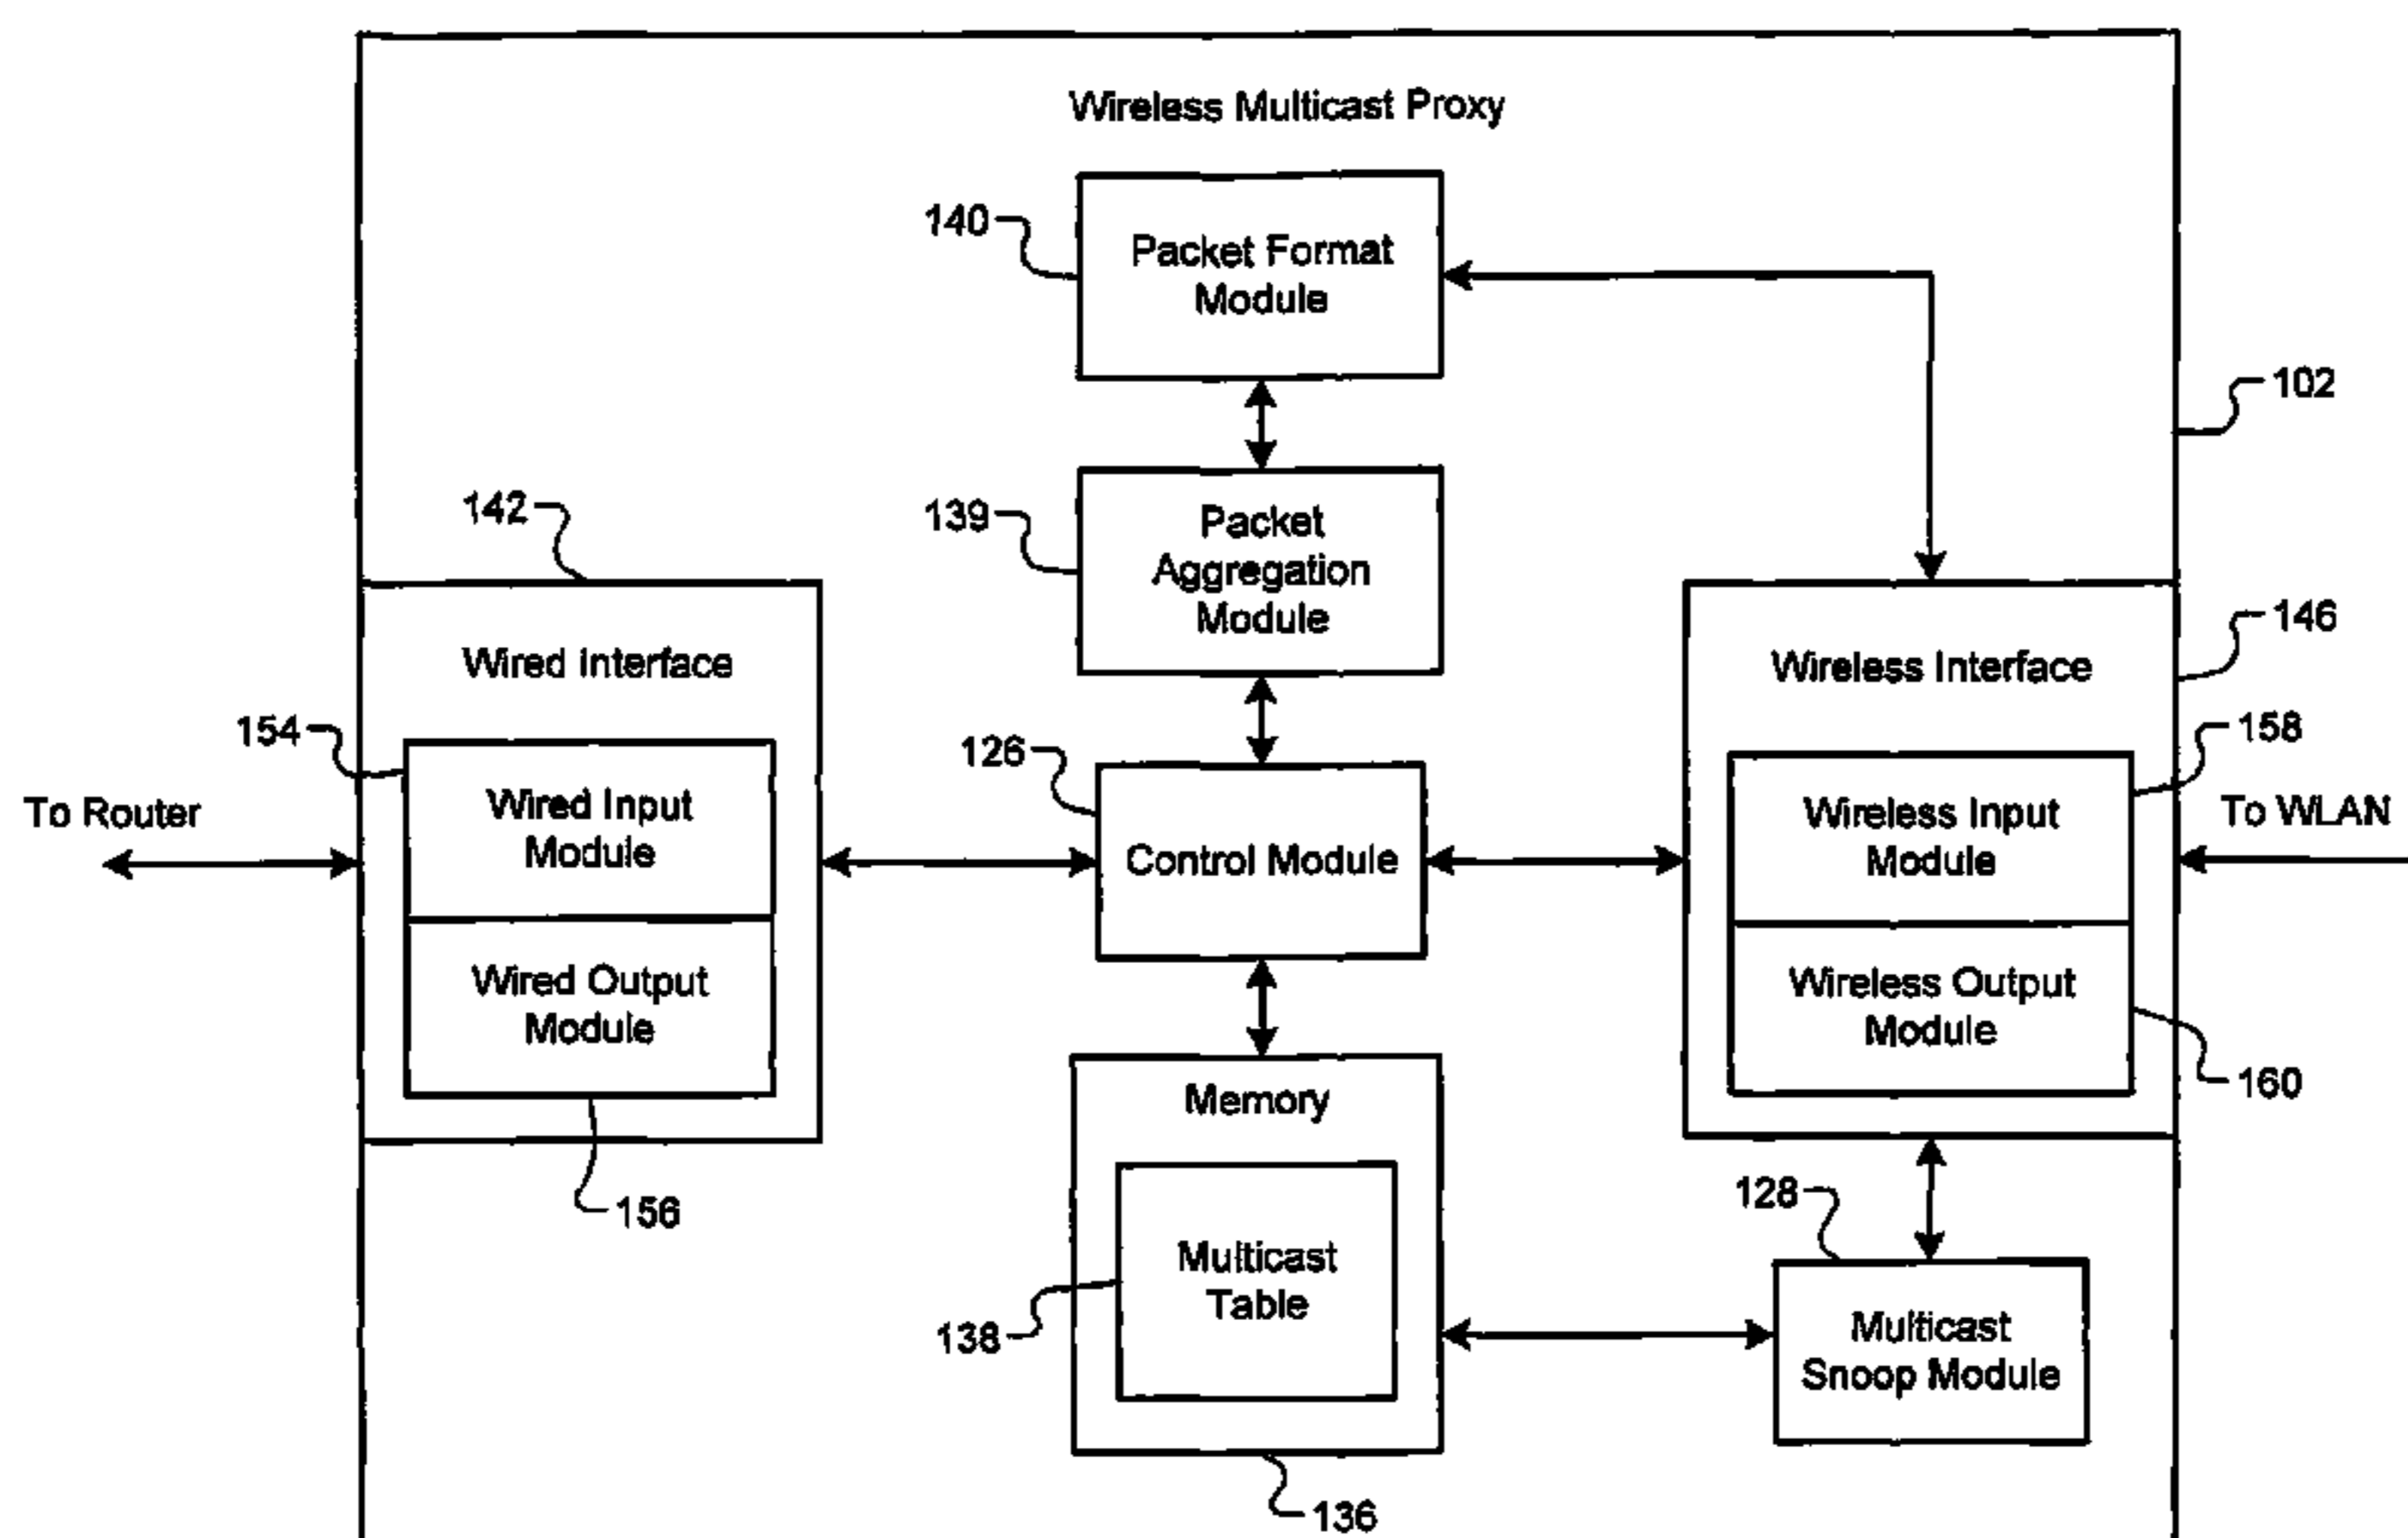 Wireless Multicast Proxy
140
Packet Format
Module
102
142
139
Packet
Aggregation
Module
146
Wired Interface
Wireless Interface
154
126
158
To Router
Wired Input
Module
Control Module
Wireless Input
Module
To WLAN
Wired Output
Module
Wireless Output
Module
160
Memory
156
128
Multicast
Table
138
Multicast
Snoop Module
136